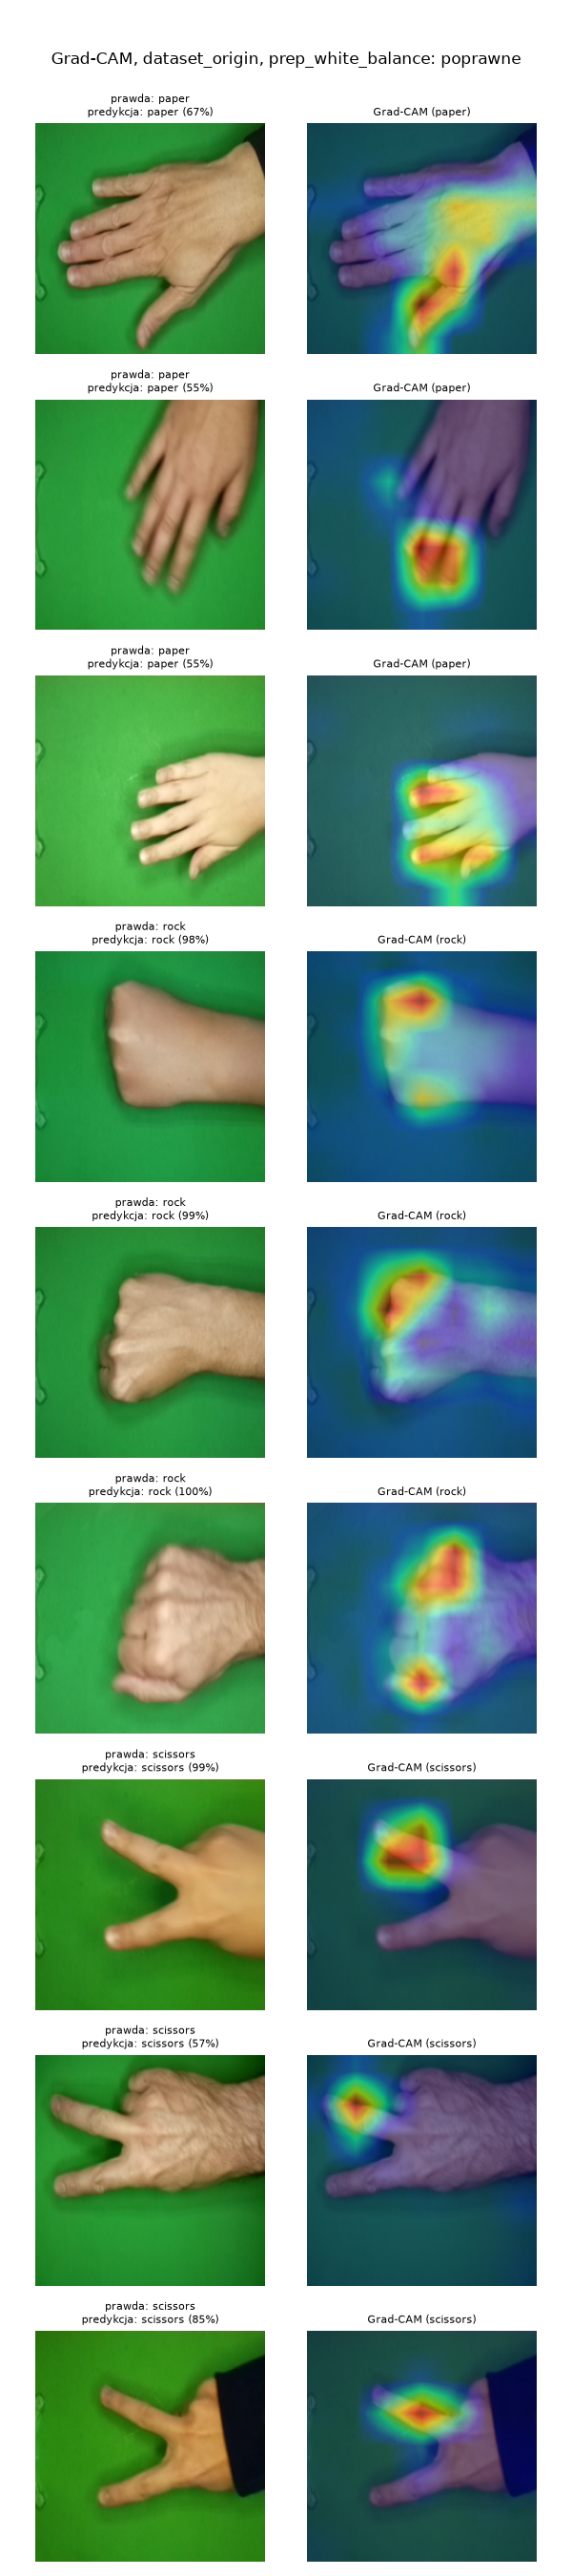 Grad-CAM, dataset_origin, prep_white_balance: poprawne
prawda: paper
predykcja: paper (67%)
Grad-CAM (paper)
prawda: paper
predykcja: paper (55%)
Grad-CAM (paper)
prawda: paper
predykcja: paper (55%)
Grad-CAM (paper)
prawda: rock
predykcja: rock (98%)
Grad-CAM (rock)
prawda: rock
predykcja: rock (99%)
Grad-CAM (rock)
prawda: rock
predykcja: rock (100%)
Grad-CAM (rock)
prawda: scissors
predykcja: scissors (99%)
Grad-CAM (scissors)
prawda: scissors
predykcja: scissors (57%)
Grad-CAM (scissors)
prawda: scissors
predykcja: scissors (85%)
Grad-CAM (scissors)